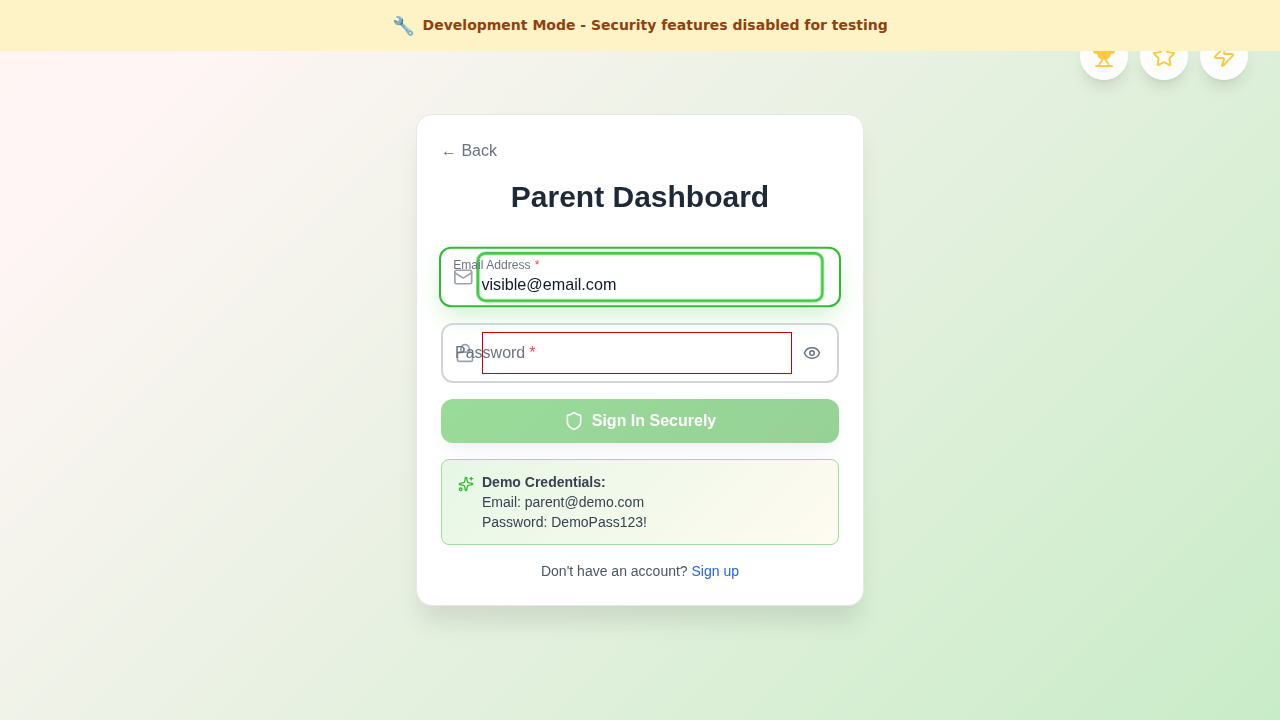 🔧 Development Mode - Security features disabled for testing
← Back
Parent Dashboard
Email Address *
visible@email.com
Password *
Sign In Securely
Demo Credentials:
Email: parent@demo.com
Password: DemoPass123!
Don't have an account? Sign up